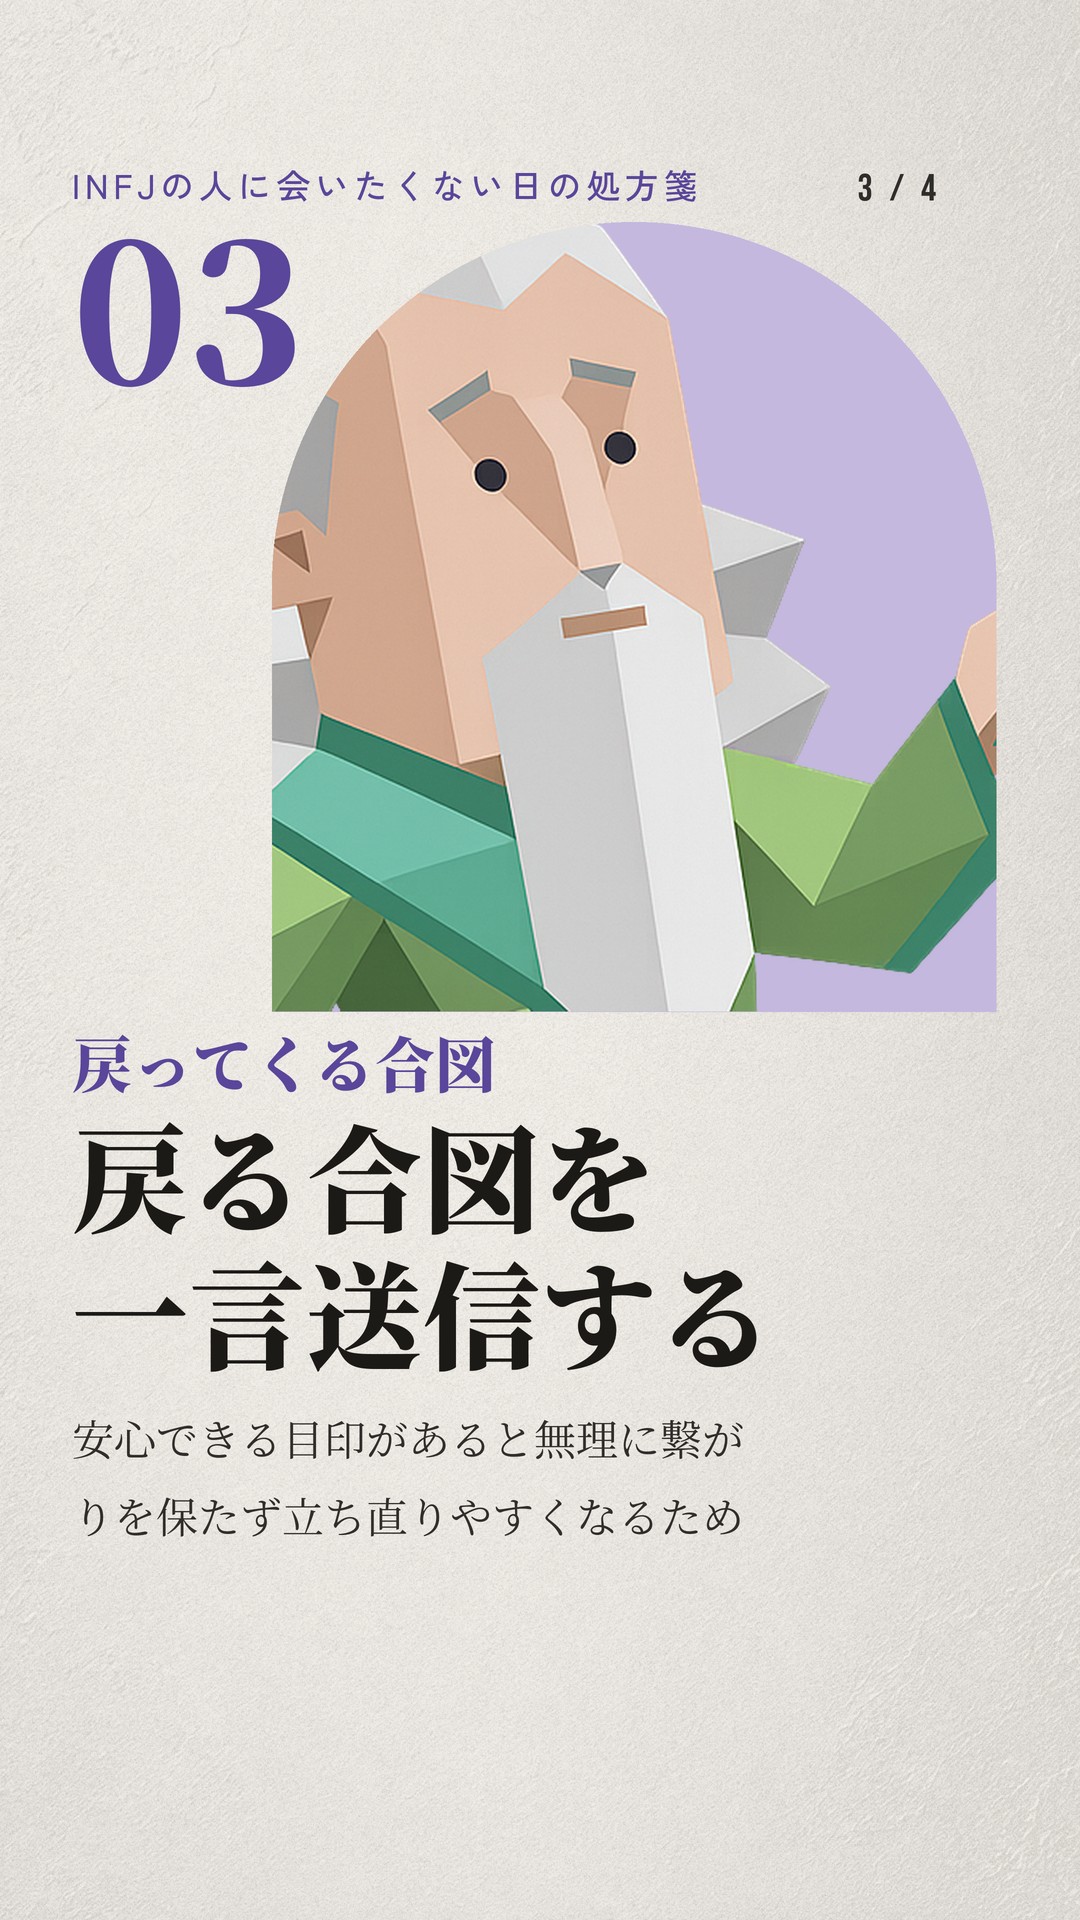 INFJの人に会いたくない日の処方箋
3 / 4
03
戻ってくる合図
戻る合図を
一言送信する
安心できる目印があると無理に繋が
りを保たず立ち直りやすくなるため